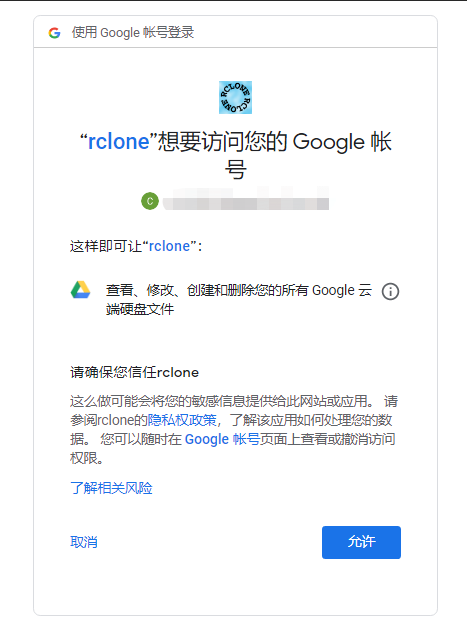 使用 Google 帐号登录
RCLONE RCLONE
“rclone”想要访问您的 Google 帐
号
C
这样即可让“rclone”：
查看、修改、创建和删除您的所有 Google 云
端硬盘文件
请确保您信任rclone
这么做可能会将您的敏感信息提供给此网站或应用。 请
参阅rclone的隐私权政策，了解该应用如何处理您的数
据。 您可以随时在 Google 帐号页面上查看或撤消访问
权限。
了解相关风险
取消
允许